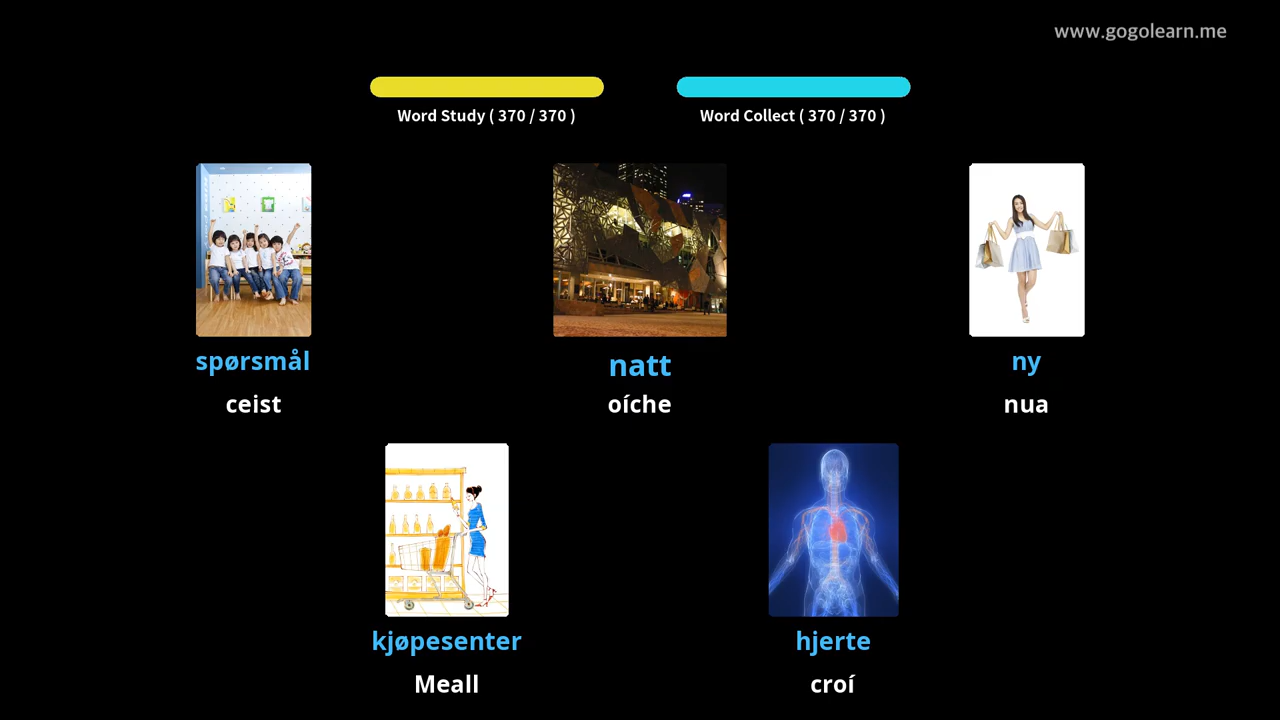 www.gogolearn.me
Word Study ( 370 / 370 )
Word Collect ( 370 / 370 )
spørsmål
ceist
natt
oíche
ny
nua
kjøpesenter
Meall
hjerte
croí